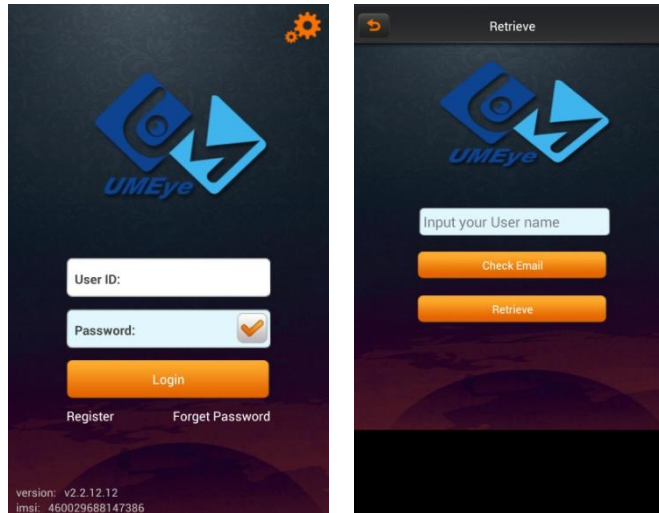 UMEye
User ID:
Password:
Login
Register Forget Password
version: v2.2.12.12
imsi: 460029688147386
Retrieve
UMEye
Input your User name
Check Email
Retrieve